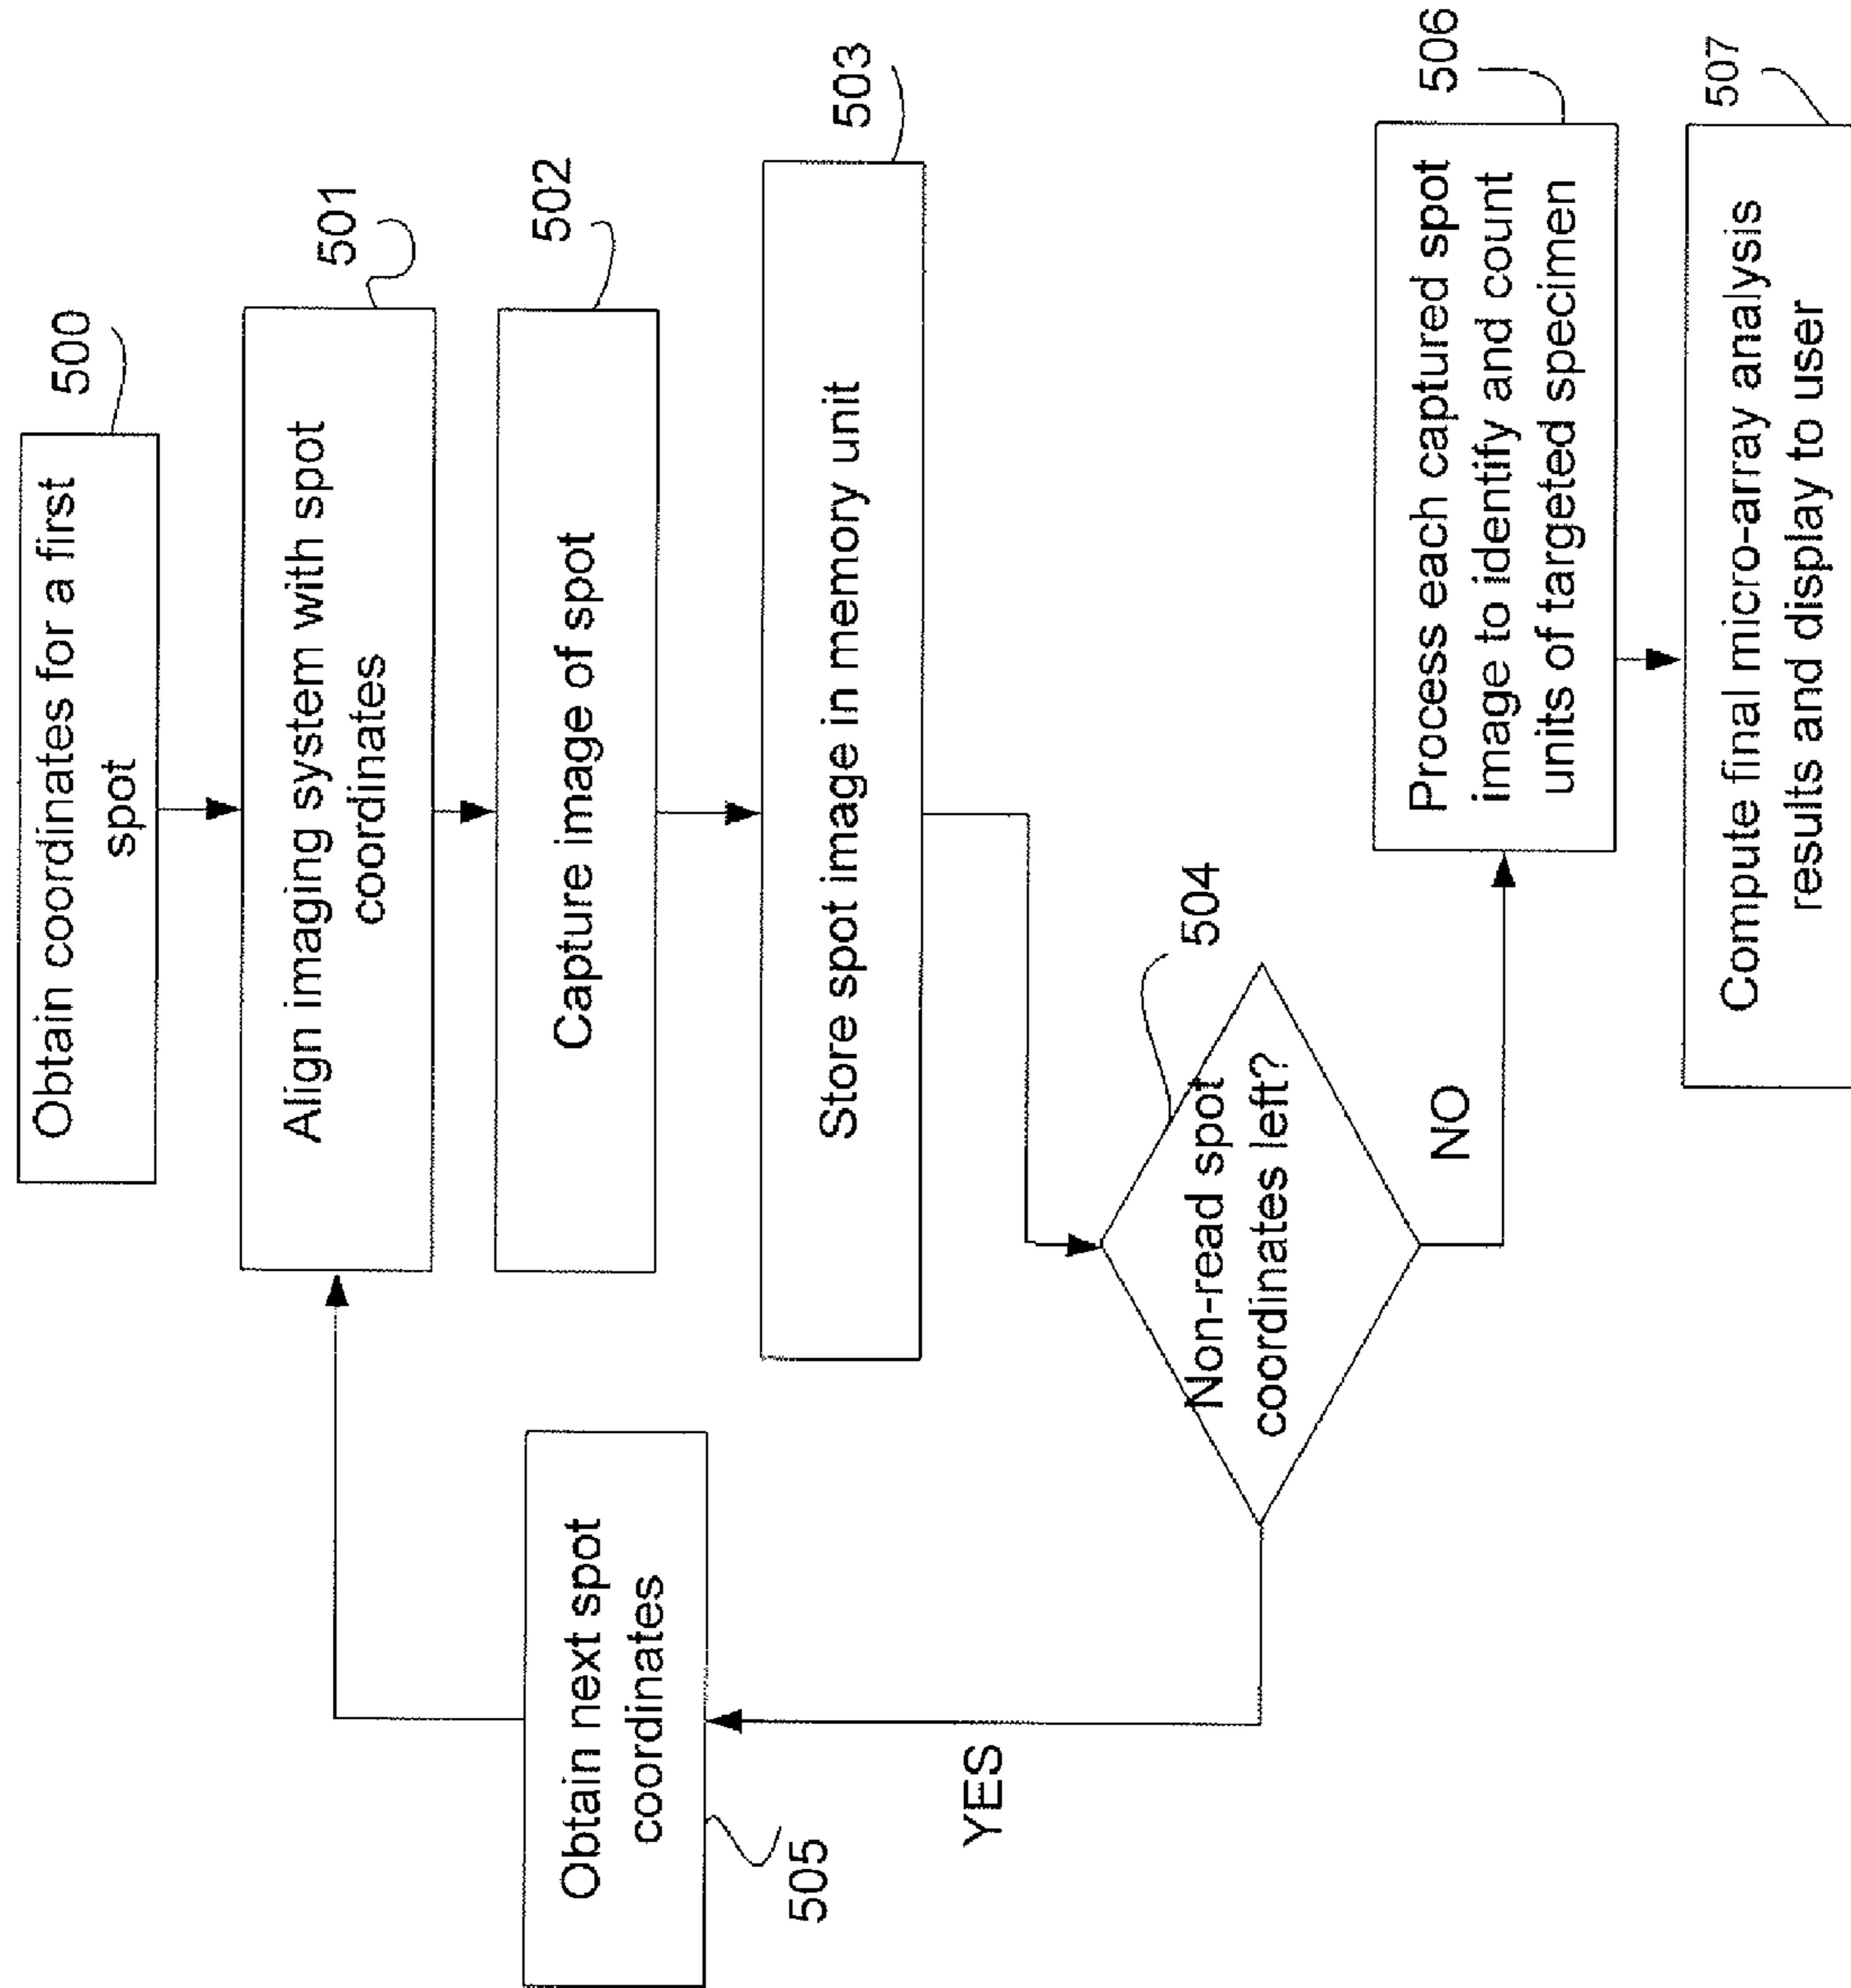 Obtain coordinates for a first
spot
500
Align imaging system with spot
coordinates
501
Capture image of spot
502
Store spot image in memory unit
503
Non-read spot
coordinates left?
504
YES
NO
Obtain next spot
coordinates
505
Process each captured spot
image to identify and count
units of targeted specimen
506
Compute final micro-array analysis
results and display to user
507